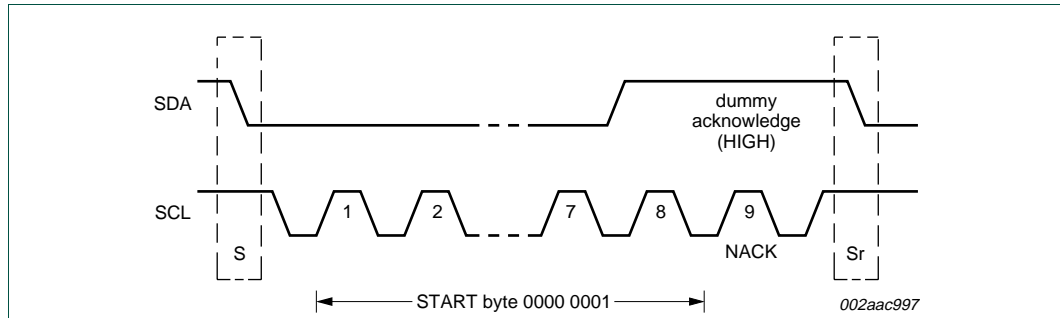 SDA
dummy
acknowledge
(HIGH)
SCL
1
2
7
8
9
S
NACK
Sr
START byte 0000 0001
002aac997